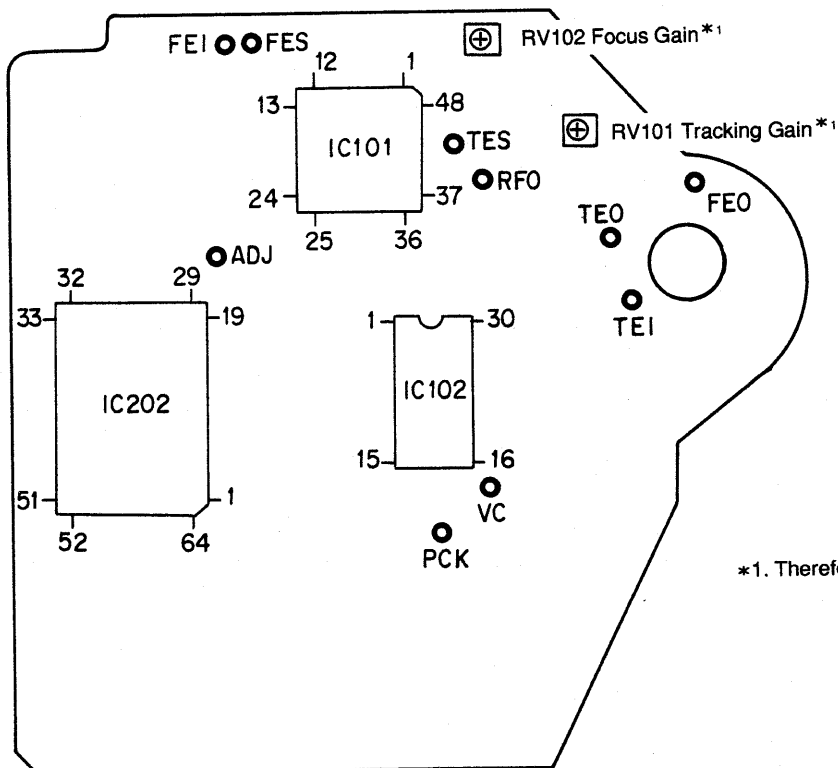 FEI FES
RV102 Focus Gain*1
12 1
13 48
IC101
TES
RV101 Tracking Gain*1
24 37
RFO
25 36
FEO
TEO
ADJ
32 29
TEI
33 19
1 30
IC202
IC102
15 16
51 1
VC
52 64
PCK
*1. Theref